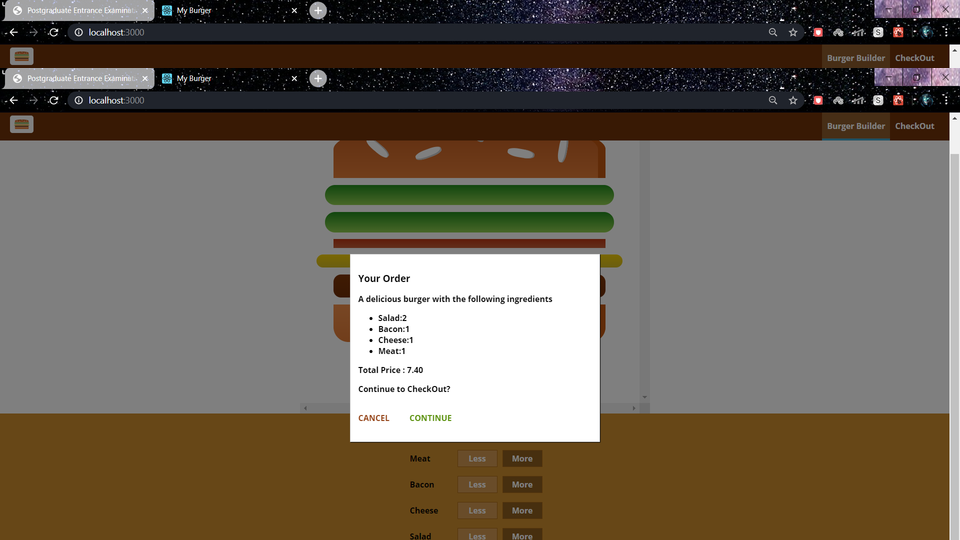 Postgraduate Entrance Examinat
My Burger
localhost:3000
Burger Builder CheckOut
Postgraduate Entrance Examinat
My Burger
localhost:3000
Burger Builder CheckOut
Your Order
A delicious burger with the following ingredients
Salad:2
Bacon:1
Cheese:1
Meat:1
Total Price : 7.40
Continue to CheckOut?
CANCEL CONTINUE
Meat Less More
Bacon Less More
Cheese Less More
Salad Less More